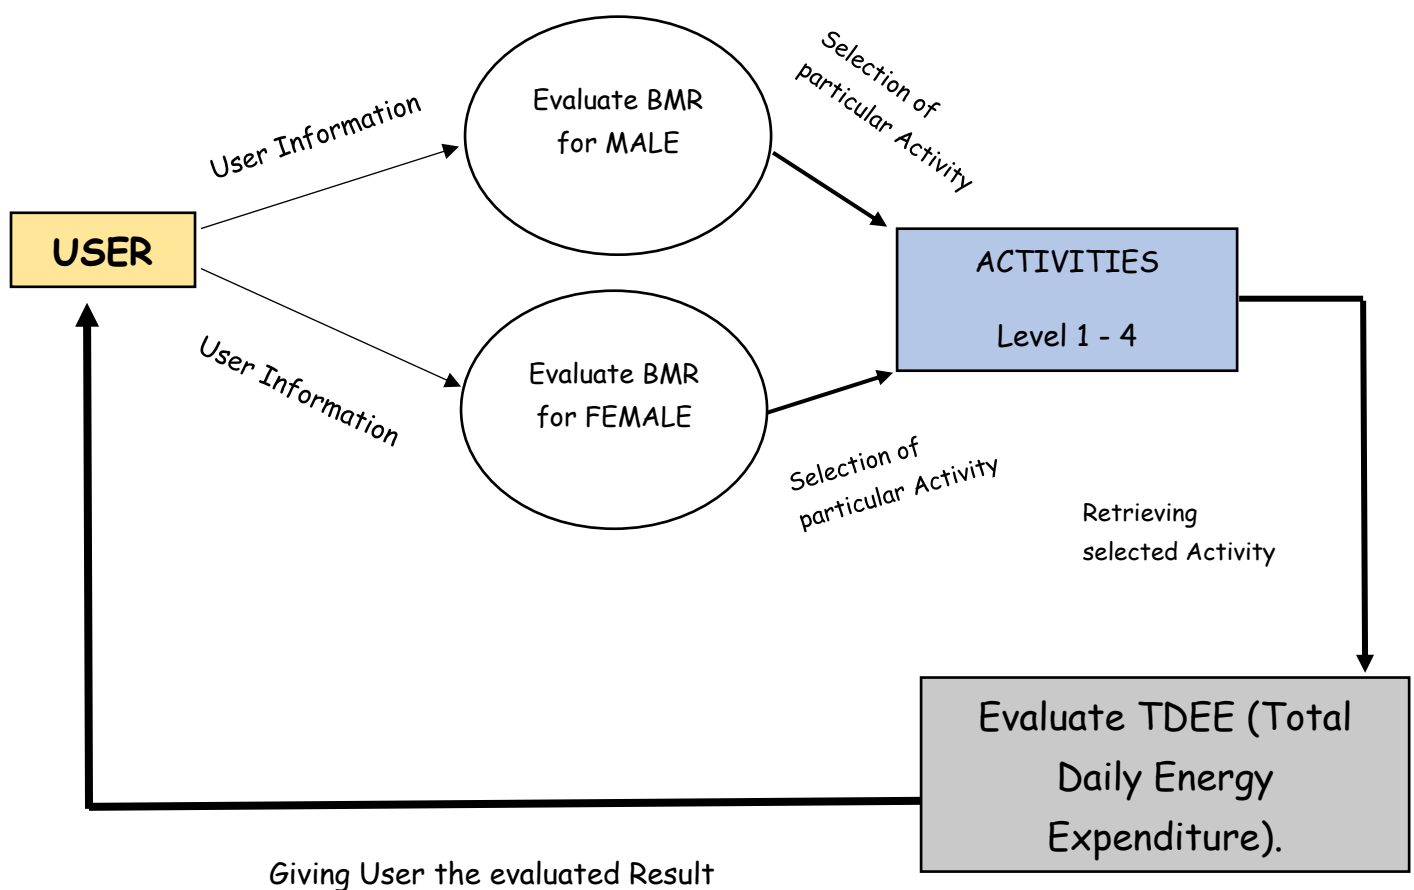 User Information
Evaluate BMR
for MALE
Selection of
particular Activity
USER
User Information
Evaluate BMR
for FEMALE
Selection of
particular Activity
ACTIVITIES
Level 1 - 4
Retrieving
selected Activity
Evaluate TDEE (Total
Daily Energy
Expenditure).
Giving User the evaluated Result